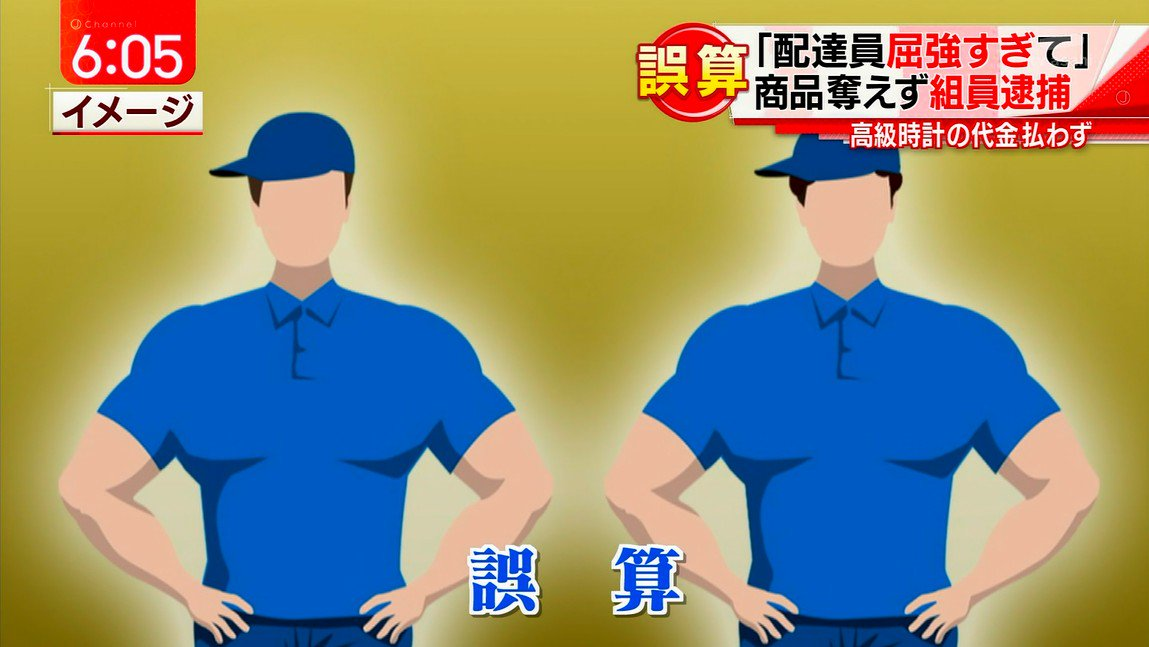 J Channel
6:05
イメージ
誤算
「配達員屈強すぎて」
商品奪えず組員逮捕
高級時計の代金払わず
誤 算